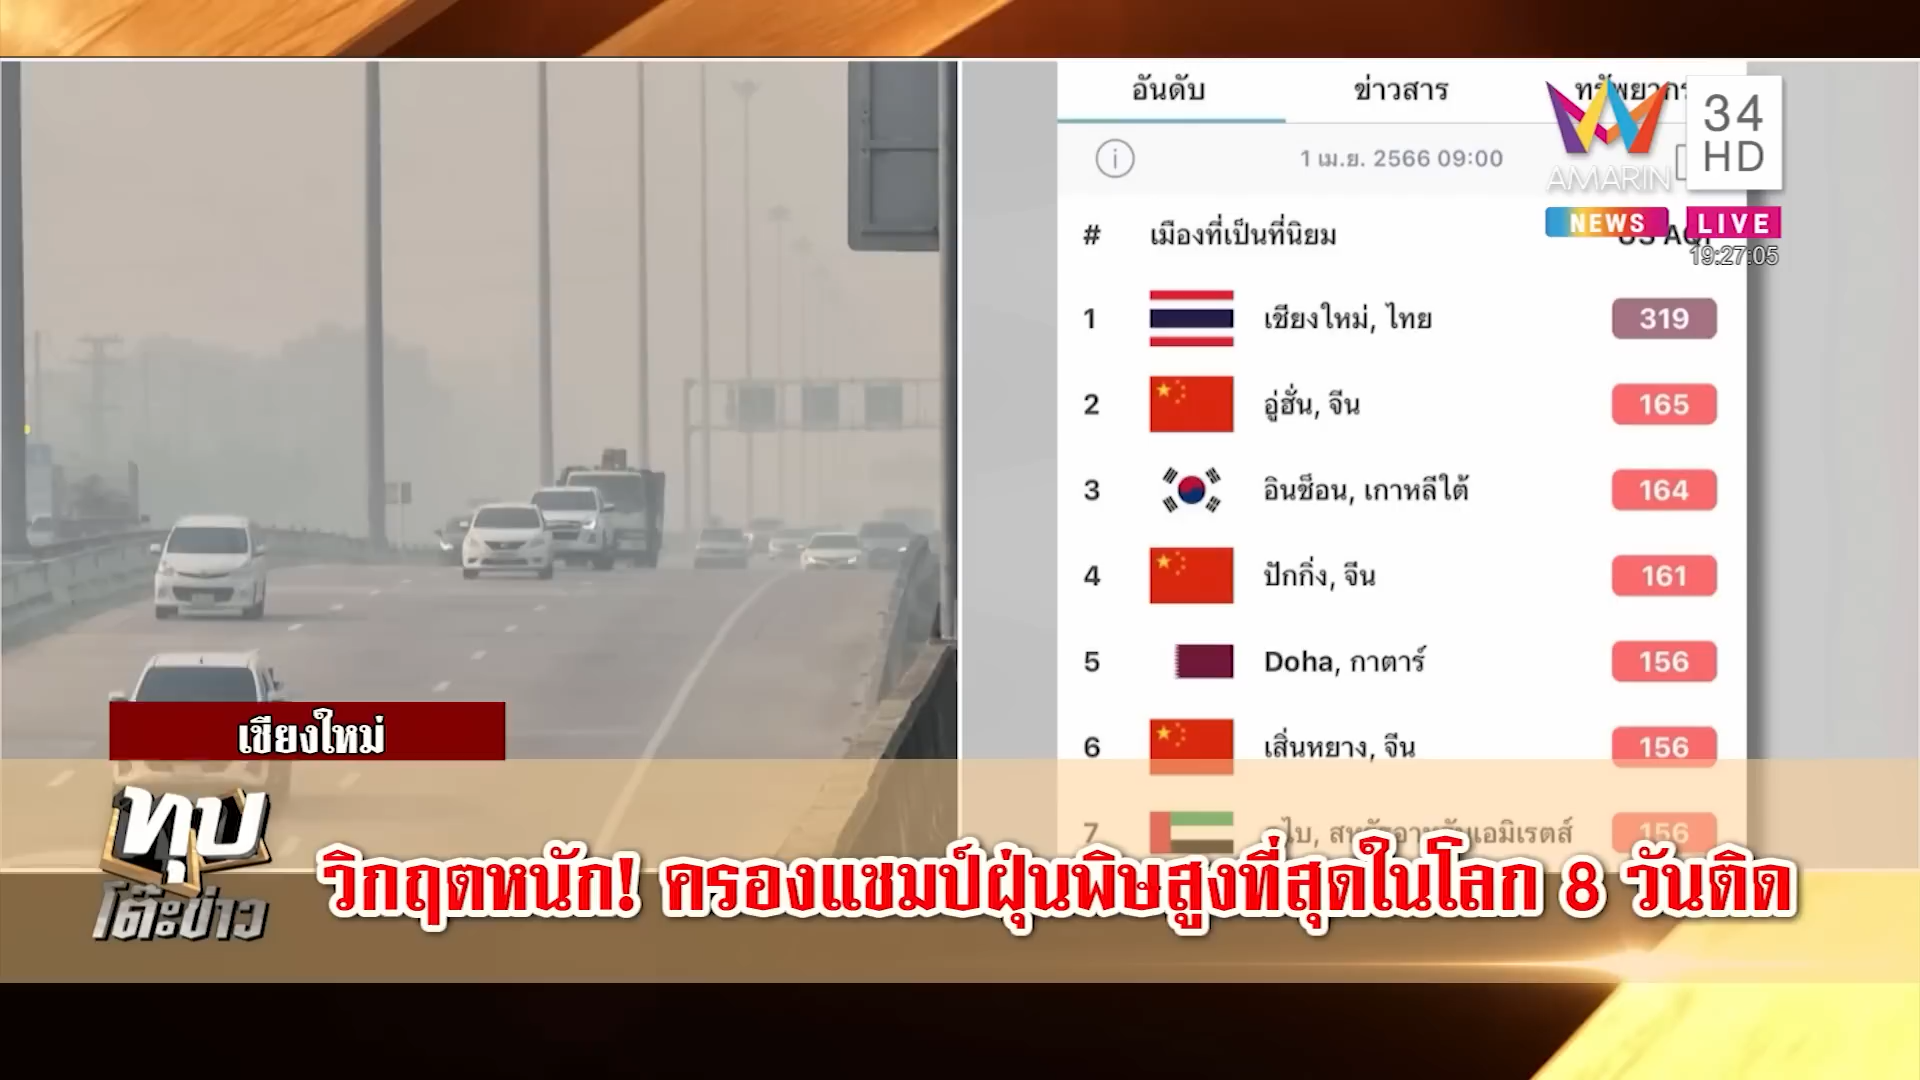 อันดับ ข่าวสาร
1 เม.ย. 2566 09:00
34
HD
AMARIN
NEWS LIVE
19:27:05
# เมืองที่เป็นที่นิยม US AQI
1 เชียงใหม่, ไทย 319
2 อู่ฮั่น, จีน 165
3 อินช็อน, เกาหลีใต้ 164
4 ปักกิ่ง, จีน 161
5 Doha, กาตาร์ 156
6 เสิ่นหยาง, จีน 156
7 156
เชียงใหม่
ทุบ
โต๊ะข่าว
วิกฤตหนัก! ครองแชมป์ฝุ่นพิษสูงที่สุดในโลก 8 วันติด